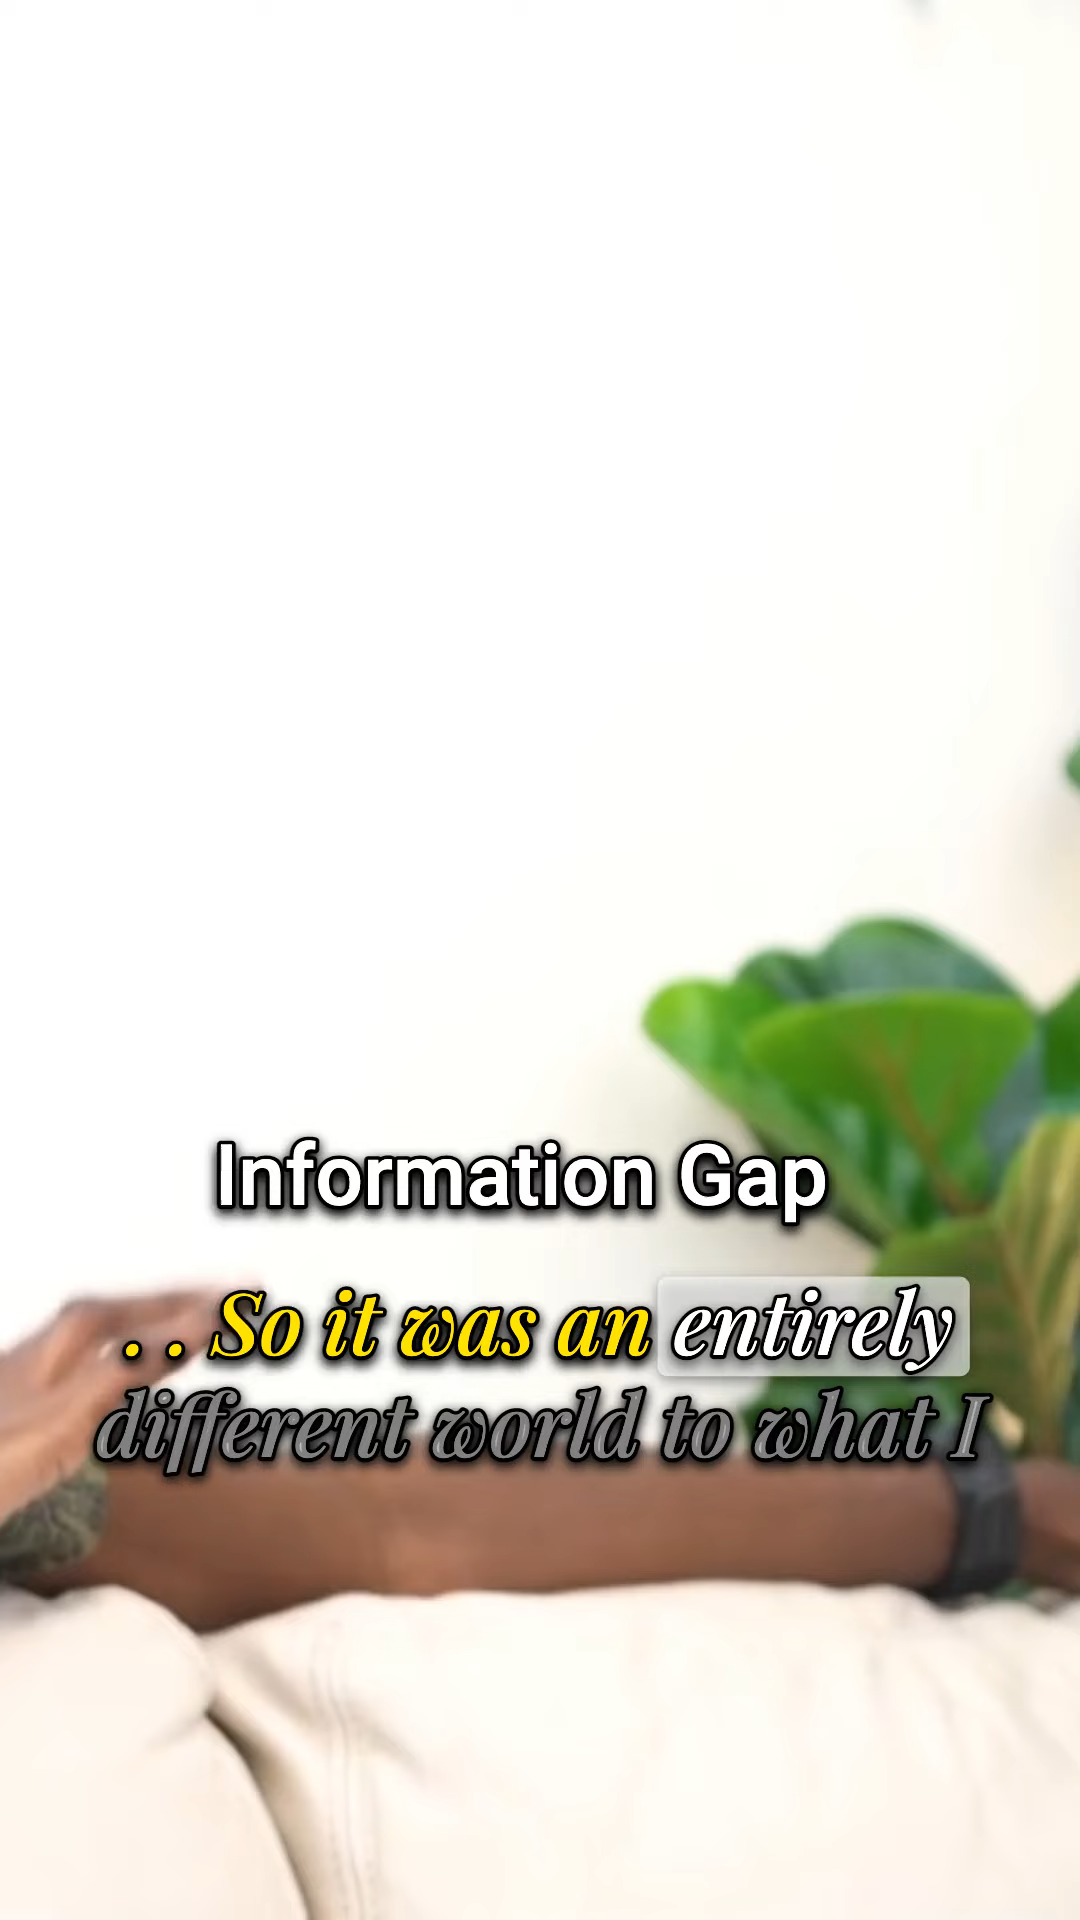 Information Gap
. . So it was an entirely
different world to what I